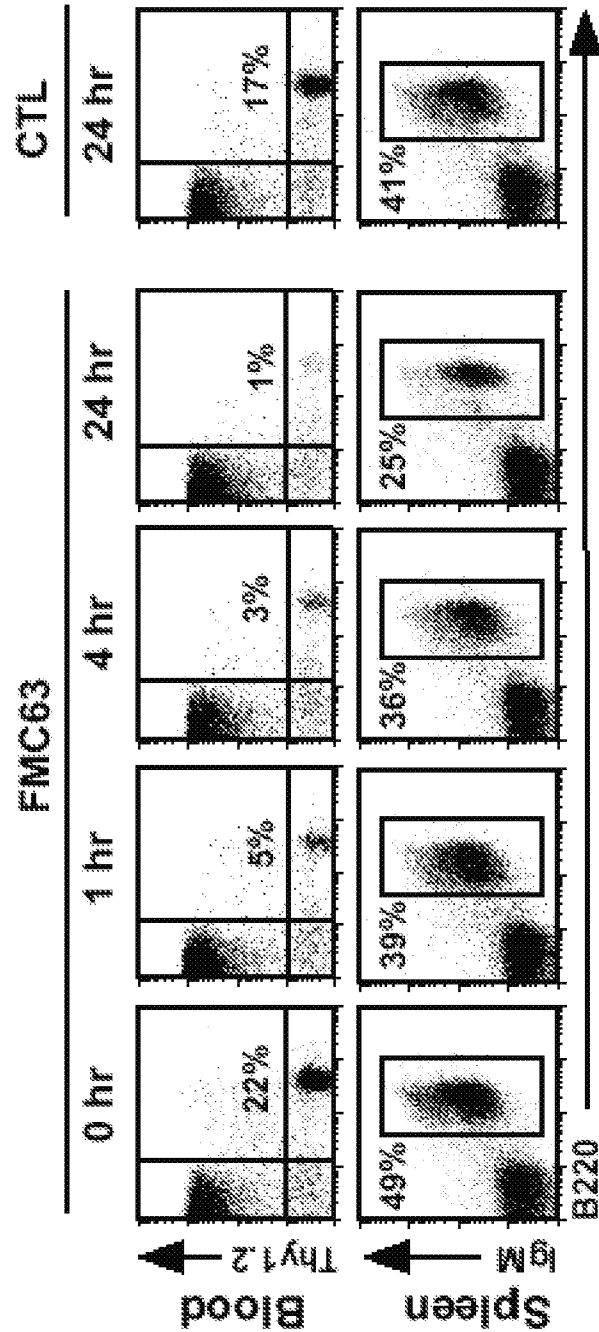 FMC63
CTL
0 hr
1 hr
4 hr
24 hr
24 hr
Blood
Thy1.2
22%
5%
3%
1%
17%
Spleen
IgM
49%
39%
36%
25%
41%
B220